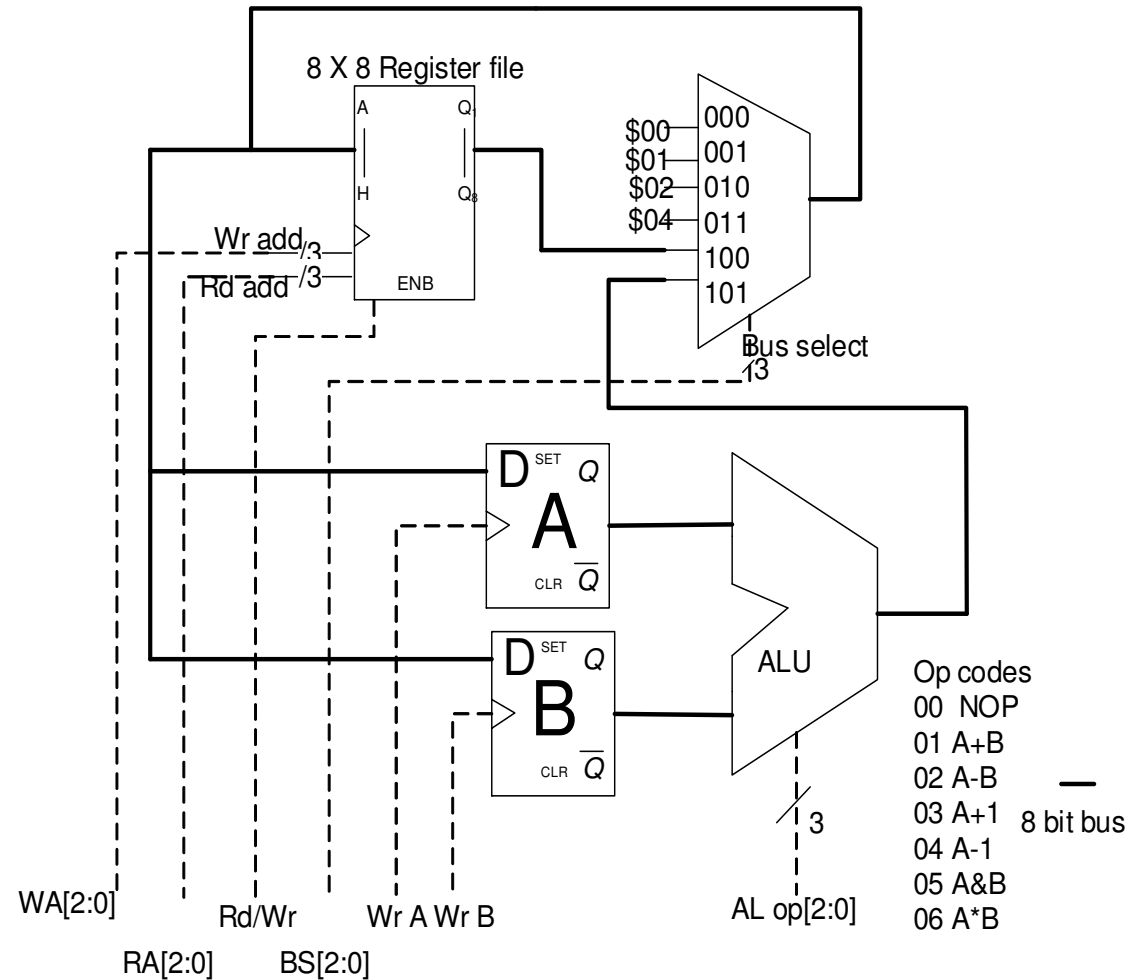 8 X 8 Register file
A Q1
H Q8
ENB
Wr add /3
Rd add /3
$00 000
$01 001
$02 010
$04 011
100
101
Bus select
3
D SET Q
A
CLR Q
D SET Q
B
CLR Q
ALU
3
Op codes
00 NOP
01 A+B
02 A-B
03 A+1
04 A-1
05 A&B
06 A*B
8 bit bus
WA[2:0]
RA[2:0]
Rd/Wr
BS[2:0]
Wr A Wr B
AL op[2:0]